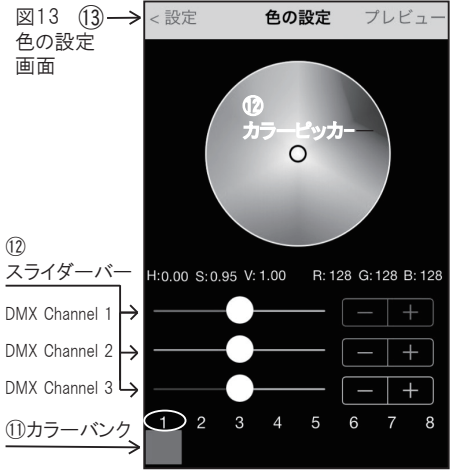 図13 ⑬
色の設定
画面
< 設定 色の設定 プレビュー
⑫
カラーピッカー
⑫
スライダーバー
H:0.00 S:0.95 V:1.00 R:128 G:128 B:128
DMX Channel 1
DMX Channel 2
DMX Channel 3
1 2 3 4 5 6 7 8
⑪カラーバンク